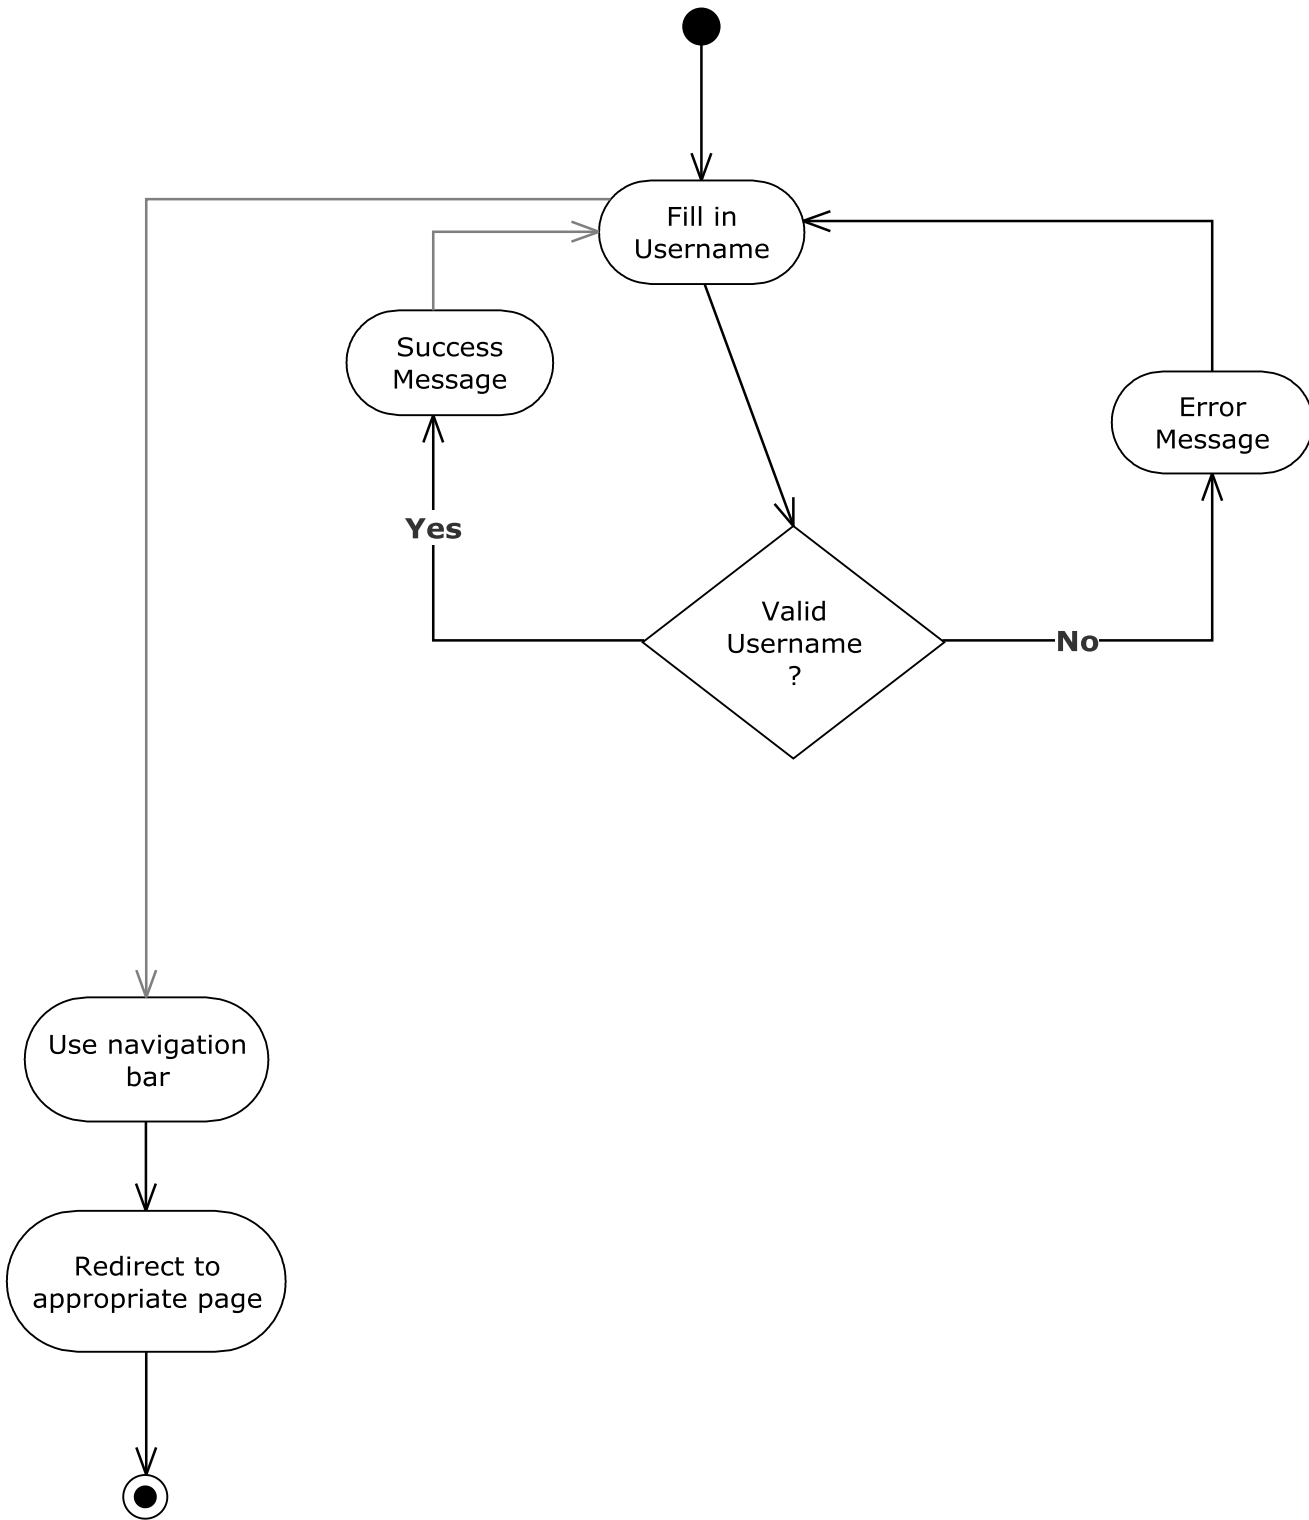 Fill in
Username
Success
Message
Error
Message
Yes
Valid
Username
?
No
Use navigation
bar
Redirect to
appropriate page